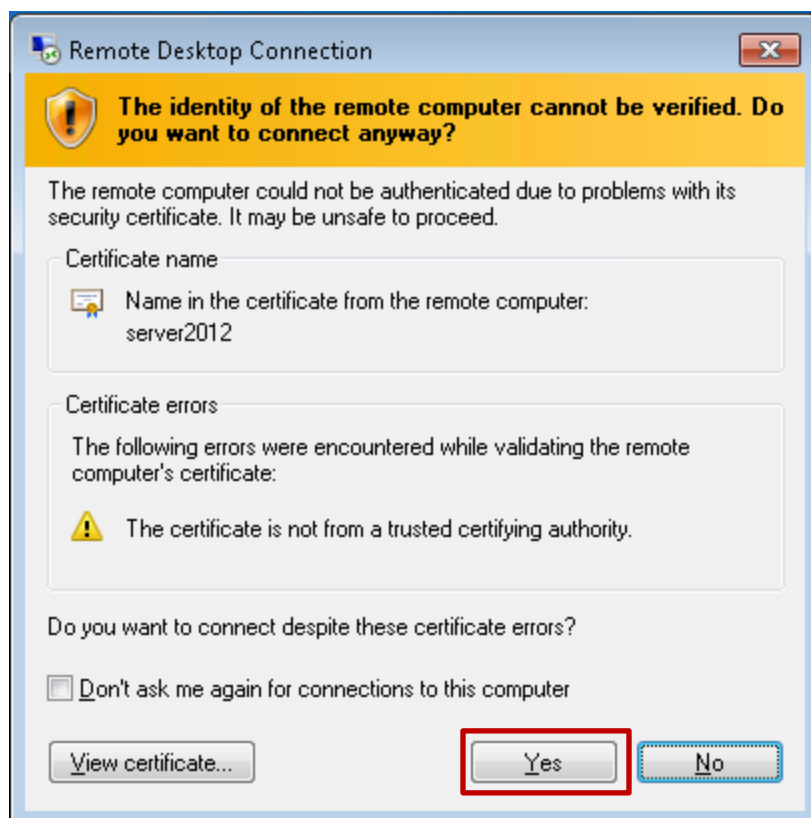 Remote Desktop Connection
The identity of the remote computer cannot be verified. Do
you want to connect anyway?
The remote computer could not be authenticated due to problems with its
security certificate. It may be unsafe to proceed.
Certificate name
Name in the certificate from the remote computer:
server2012
Certificate errors
The following errors were encountered while validating the remote
computer's certificate:
The certificate is not from a trusted certifying authority.
Do you want to connect despite these certificate errors?
Don't ask me again for connections to this computer
View certificate... Yes No